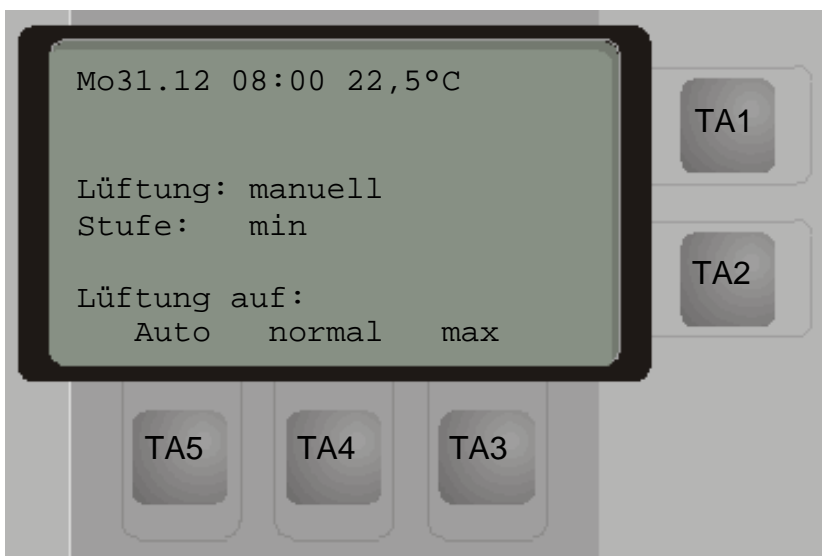 Mo31.12 08:00 22,5°C
Lüftung: manuell
Stufe: min
Lüftung auf:
Auto normal max
TA1
TA2
TA5 TA4 TA3